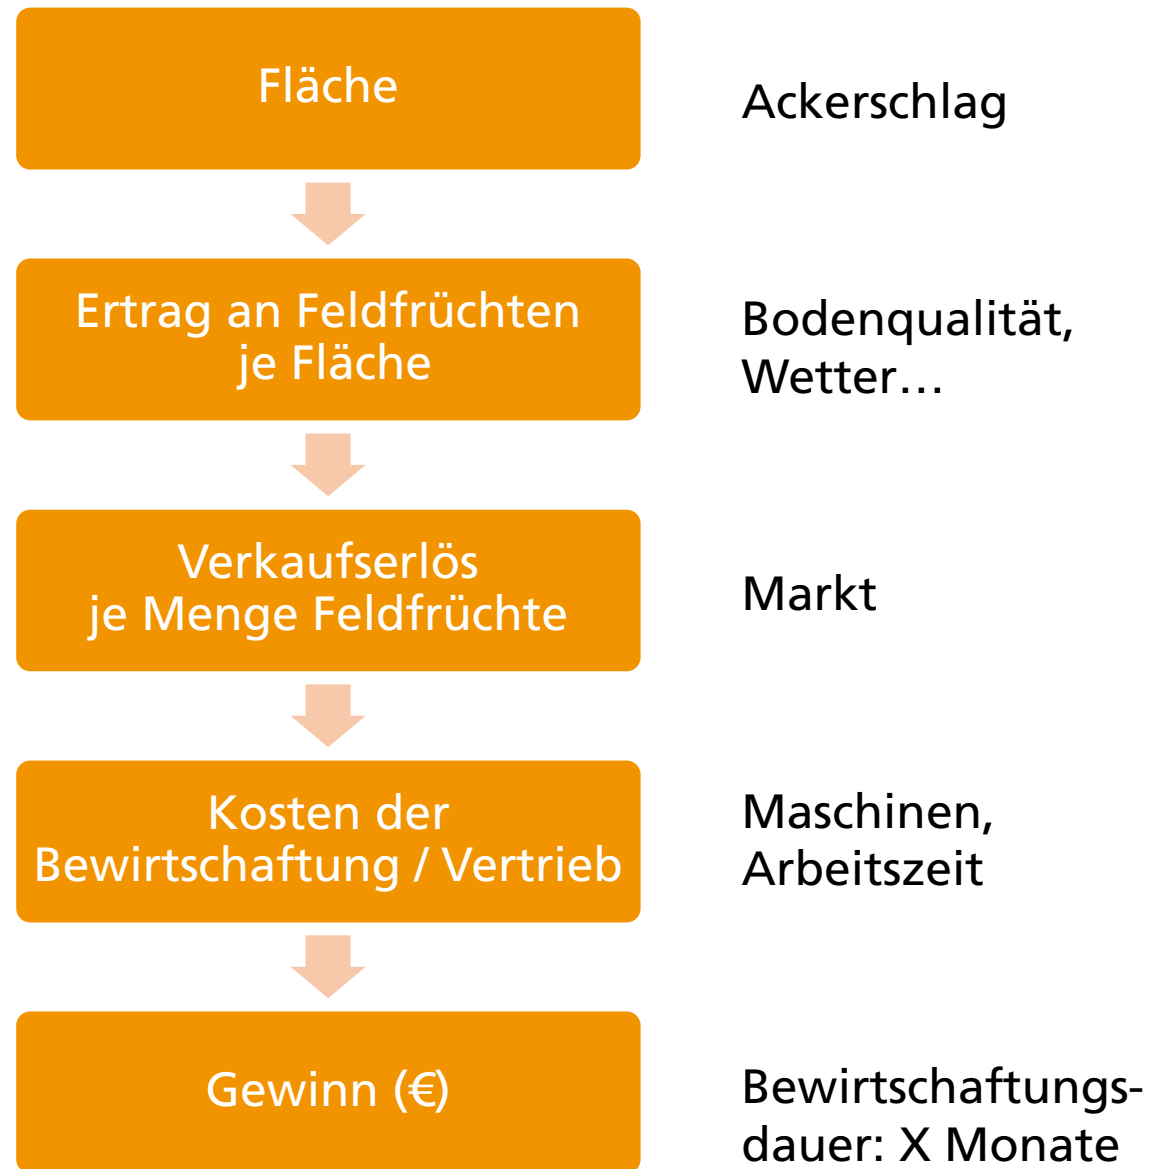 Fläche
Ackerschlag
Ertrag an Feldfrüchten
je Fläche
Bodenqualität,
Wetter…
Verkaufserlös
je Menge Feldfrüchte
Markt
Kosten der
Bewirtschaftung / Vertrieb
Maschinen,
Arbeitszeit
Gewinn (€)
Bewirtschaftungs-
dauer: X Monate